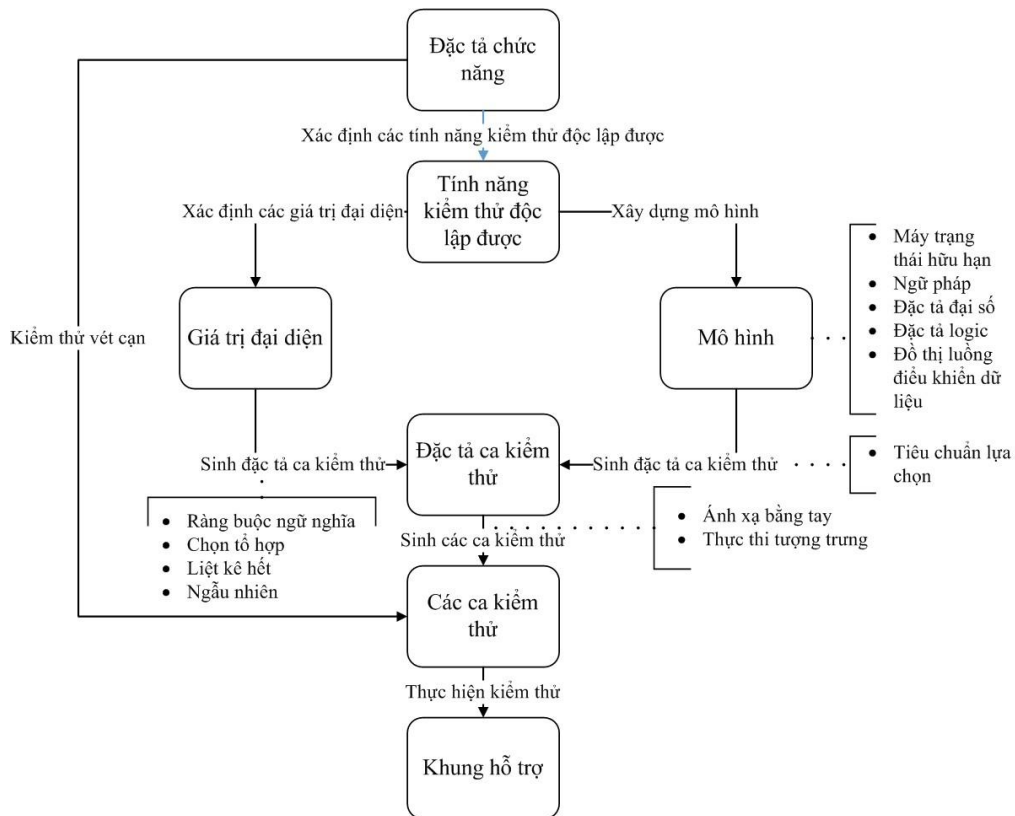 Đặc tả chức
năng
Xác định các tính năng kiểm thử độc lập được
Tính năng
kiểm thử độc
lập được
Xác định các giá trị đại diện
Xây dựng mô hình
Máy trạng
thái hữu hạn
Ngữ pháp
Đặc tả đại số
Đặc tả logic
Đồ thị luồng
điểu khiển dữ
liệu
Kiểm thử vét cạn
Giá trị đại diện
Mô hình
Đặc tả ca kiểm
thử
Sinh đặc tả ca kiểm thử
Sinh đặc tả ca kiểm thử
Tiêu chuẩn lựa
chọn
Ràng buộc ngữ nghĩa
Chọn tổ hợp
Liệt kê hết
Ngẫu nhiên
Ánh xạ bằng tay
Thực thi tượng trưng
Sinh các ca kiểm thử
Các ca kiểm
thử
Thực hiện kiểm thử
Khung hỗ trợ